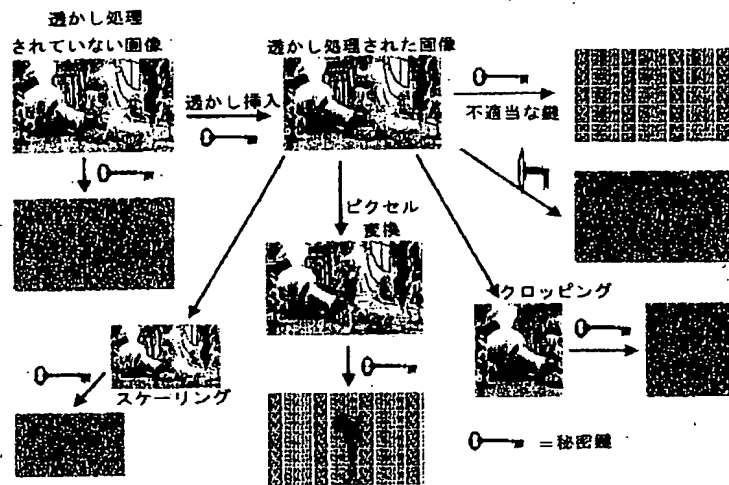 透かし処理
されていない画像
透かし処理された画像
透かし挿入
不適当な鍵
ピクセル
変換
クロッピング
スケーリング
=秘密鍵